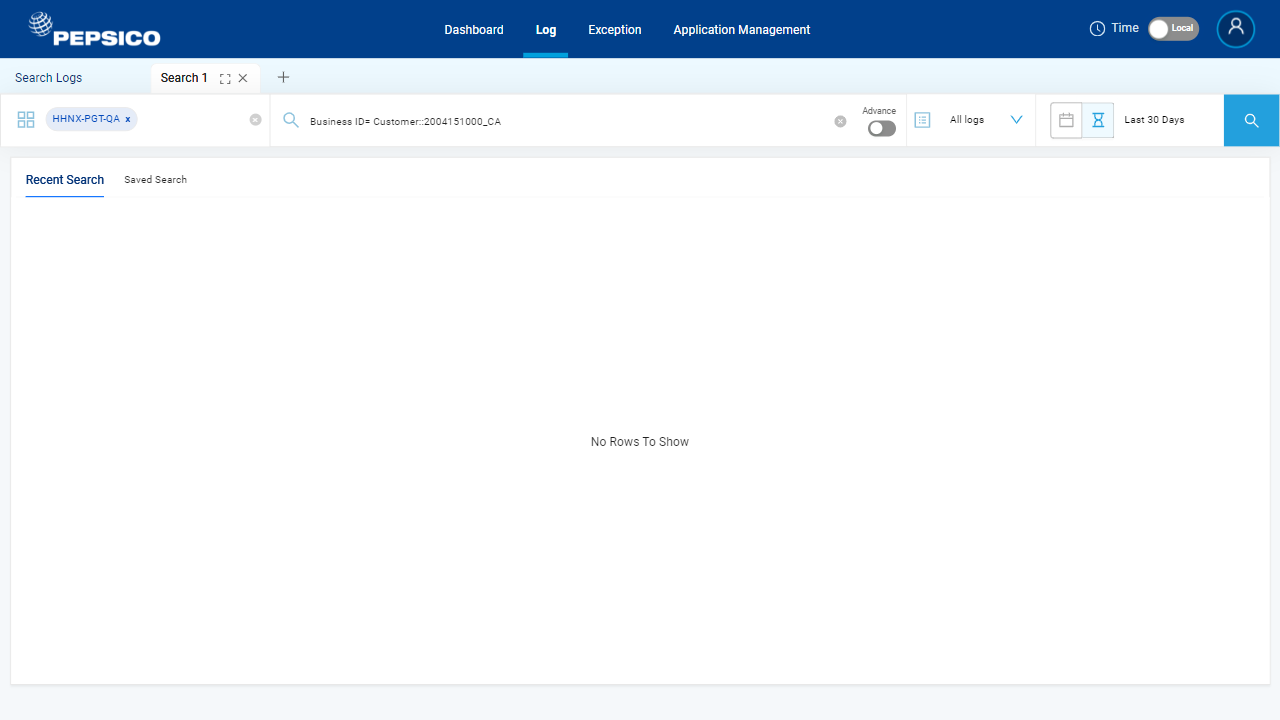 PEPSICO
Dashboard
Log
Exception
Application Management
Time
Local
Search Logs
Search 1
HHNX-PGT-QA x
Business ID= Customer::2004151000_CA
Advance
All logs
Last 30 Days
Recent Search
Saved Search
No Rows To Show